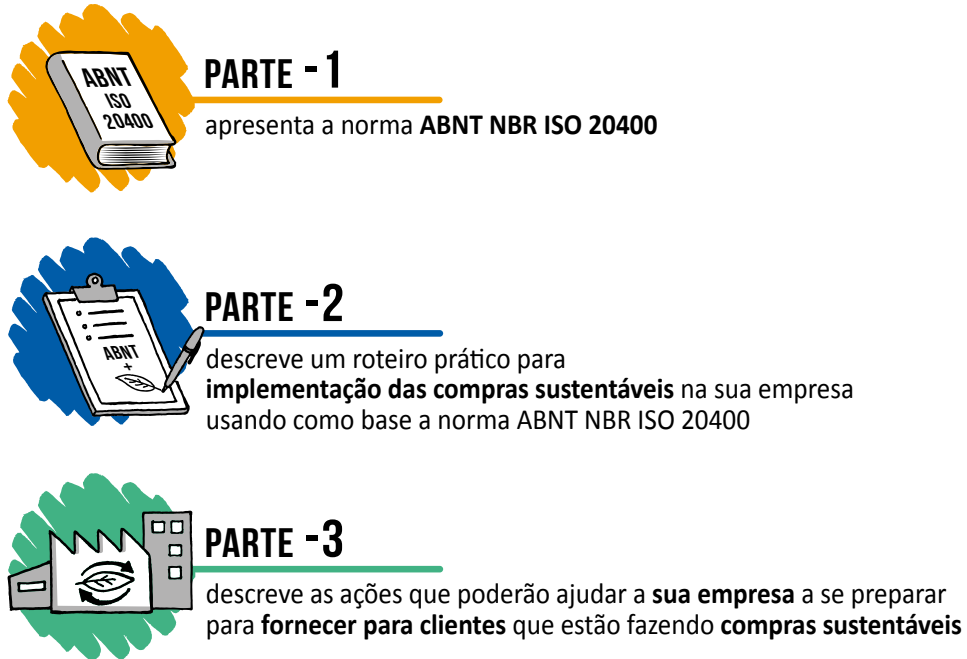 ABNT
ISO
20400
PARTE - 1
apresenta a norma ABNT NBR ISO 20400
ABNT
+
PARTE -2
descreve um roteiro prático para
implementação das compras sustentáveis na sua empresa
usando como base a norma ABNT NBR ISO 20400
PARTE -3
descreve as ações que poderão ajudar a sua empresa a se preparar
para fornecer para clientes que estão fazendo compras sustentáveis